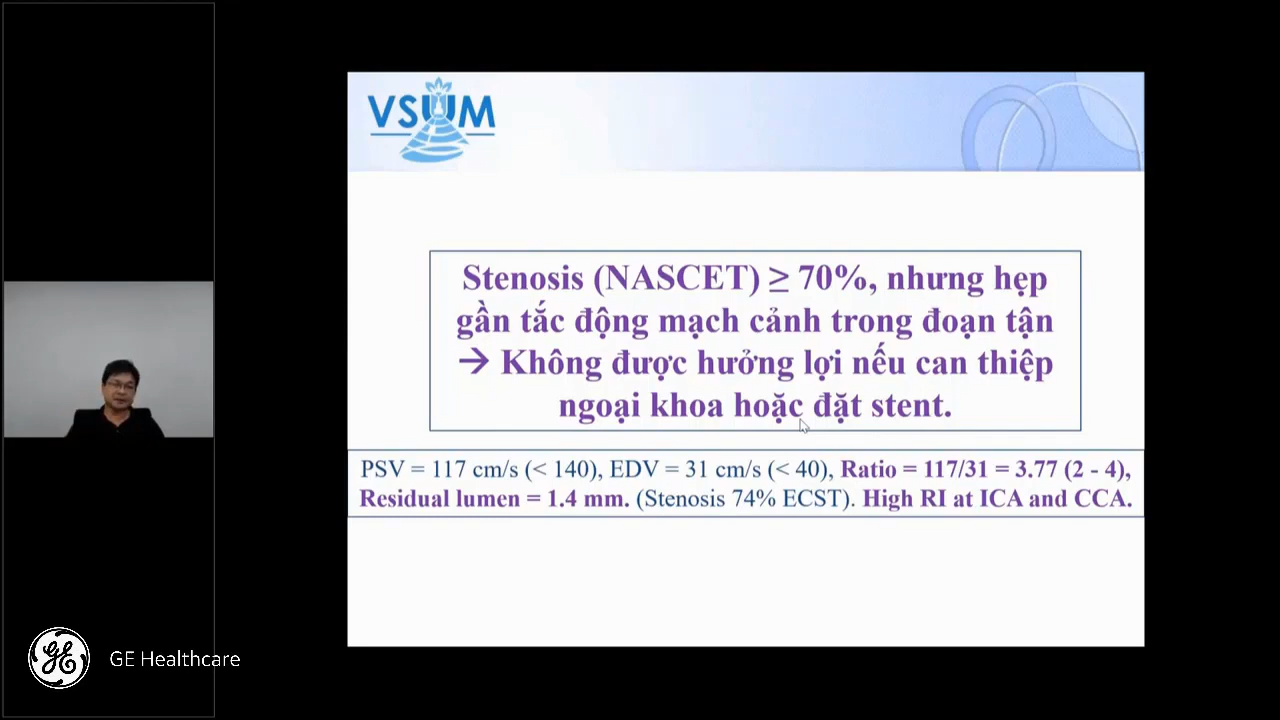 VSUM
Stenosis (NASCET) ≥ 70%, nhưng hẹp
gần tắc động mạch cảnh trong đoạn tận
→ Không được hưởng lợi nếu can thiệp
ngoại khoa hoặc đặt stent.
PSV = 117 cm/s (< 140), EDV = 31 cm/s (< 40), Ratio = 117/31 = 3.77 (2 - 4),
Residual lumen = 1.4 mm. (Stenosis 74% ECST). High RI at ICA and CCA.
GE GE Healthcare